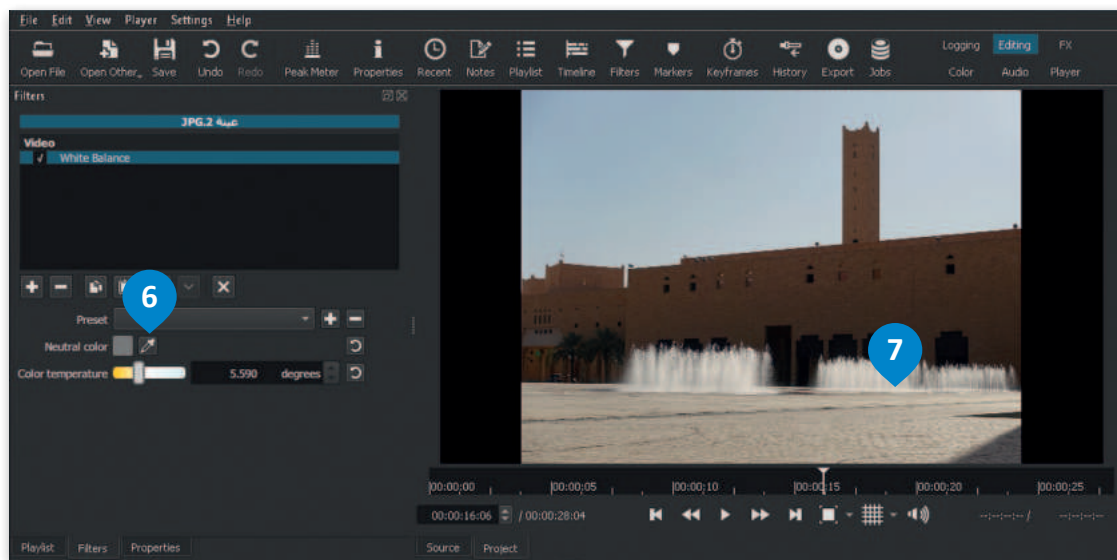 File Edit View Player Settings Help
Open File Open Other... Save Undo Redo Peak Meter Properties Recent Notes Playlist Timeline Filters Markers Keyframes History Export Jobs
Logging Editing FX
Color Audio Player
Filters
عينة 2.JPG
Video
White Balance
6
Preset
Neutral color
Color temperature 5.590 degrees
7
00:00:00 00:00:05 00:00:10 00:00:15 00:00:20 00:00:25
00:00:16:06 / 00:00:28:04 --:--:--:-- / --:--:--:--
Playlist Filters Properties
Source Project